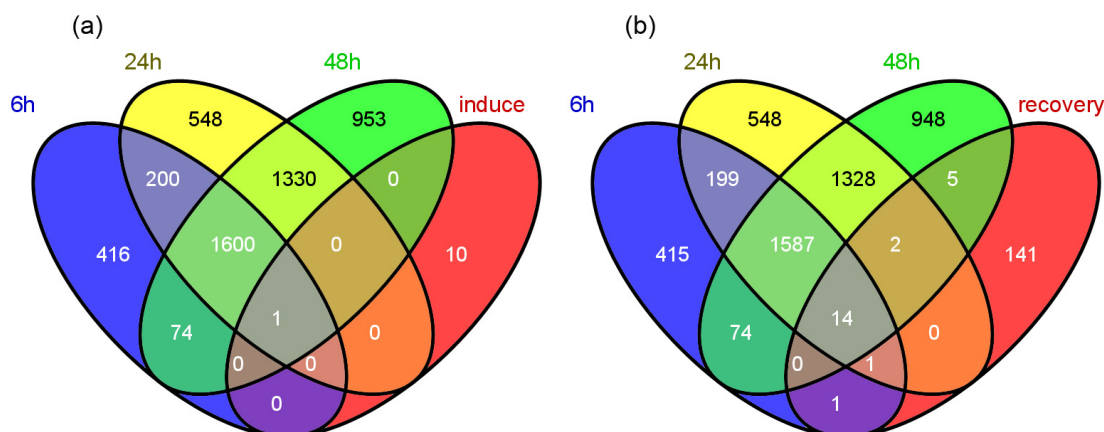 (a) (b)
24h 48h 24h 48h
6h induce 6h recovery
548 953 548 948
200 1330 0 199 1328 5
416 1600 0 10 415 1587 2 141
74 1 0 74 14 0
0 0 0 1
0 1